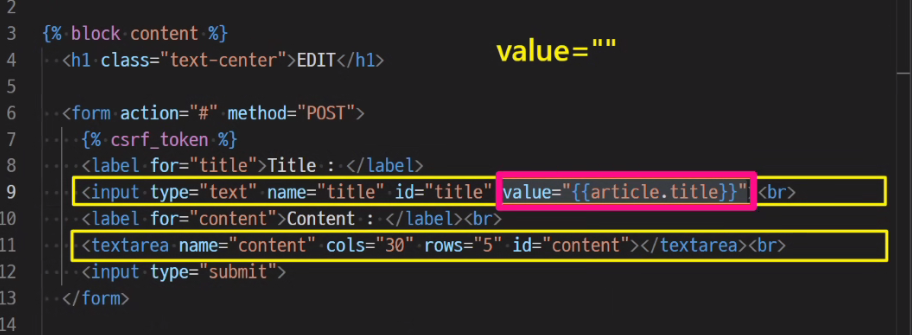 2
3 {% block content %}
value=""
4 <h1 class="text-center">EDIT</h1>
5
6 <form action="#" method="POST">
7 {% csrf_token %}
8 <label for="title">Title : </label>
9 <input type="text" name="title" id="title" value="{{article.title}}"><br>
10 <label for="content">Content : </label><br>
11 <textarea name="content" cols="30" rows="5" id="content"></textarea><br>
12 <input type="submit">
13 </form>
14